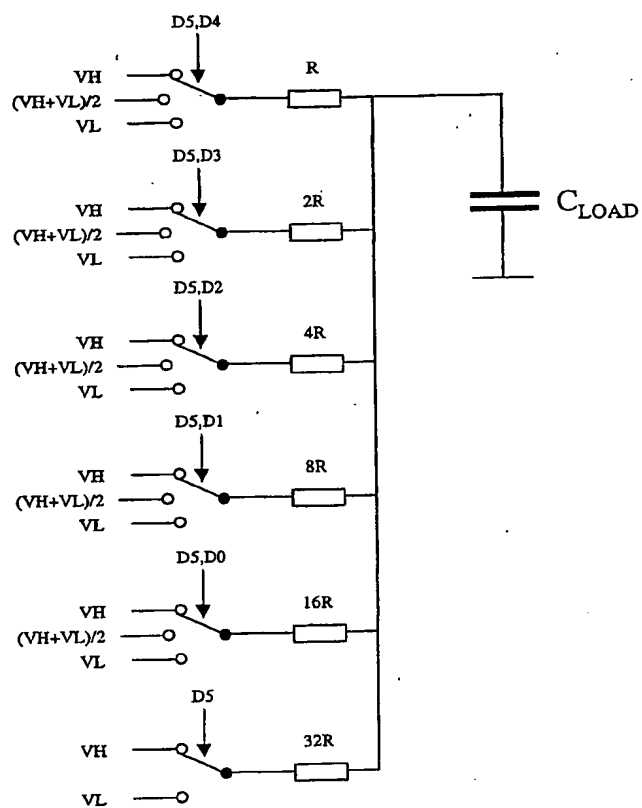 D5,D4
VH
R
(VH+VL)/2
VL
CLOAD
D5,D3
VH
2R
(VH+VL)/2
VL
D5,D2
VH
4R
(VH+VL)/2
VL
D5,D1
VH
8R
(VH+VL)/2
VL
D5,D0
VH
16R
(VH+VL)/2
VL
D5
VH
32R
VL